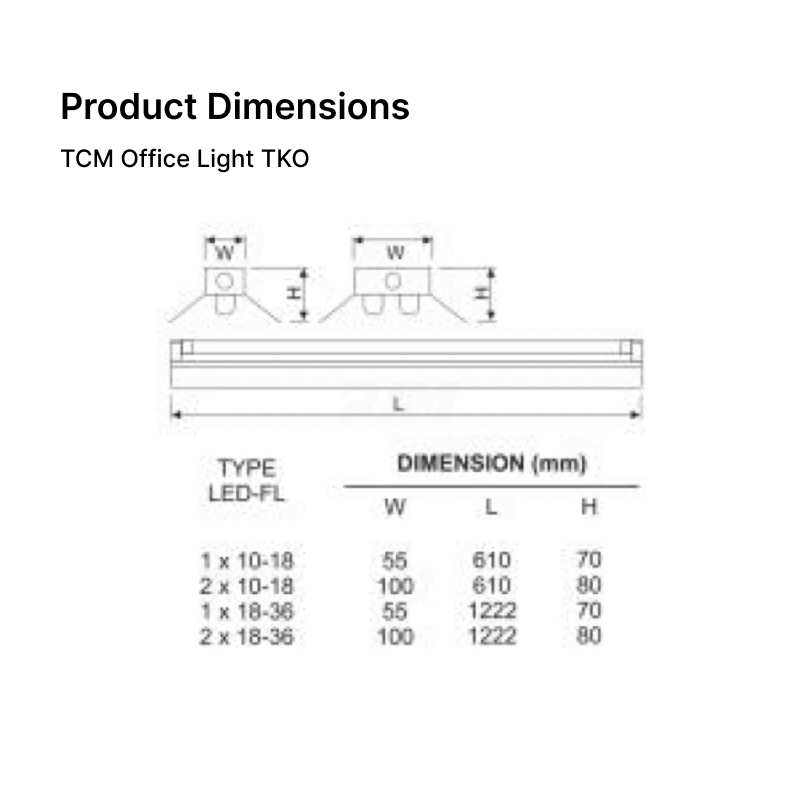 Product Dimensions
TCM Office Light TKO
W
W
H
H
L
TYPE
LED-FL
DIMENSION (mm)
W L H
1 x 10-18 55 610 70
2 x 10-18 100 610 80
1 x 18-36 55 1222 70
2 x 18-36 100 1222 80